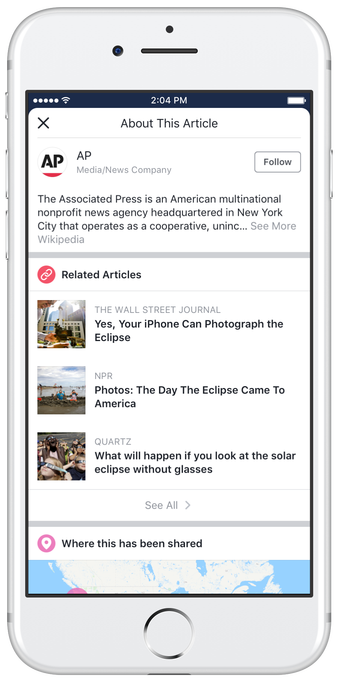 2:04 PM
About This Article
AP
AP
Media/News Company
Follow
The Associated Press is an American multinational
nonprofit news agency headquartered in New York
City that operates as a cooperative, uninc... See More
Wikipedia
Related Articles
THE WALL STREET JOURNAL
Yes, Your iPhone Can Photograph the
Eclipse
NPR
Photos: The Day The Eclipse Came To
America
QUARTZ
What will happen if you look at the solar
eclipse without glasses
See All
Where this has been shared